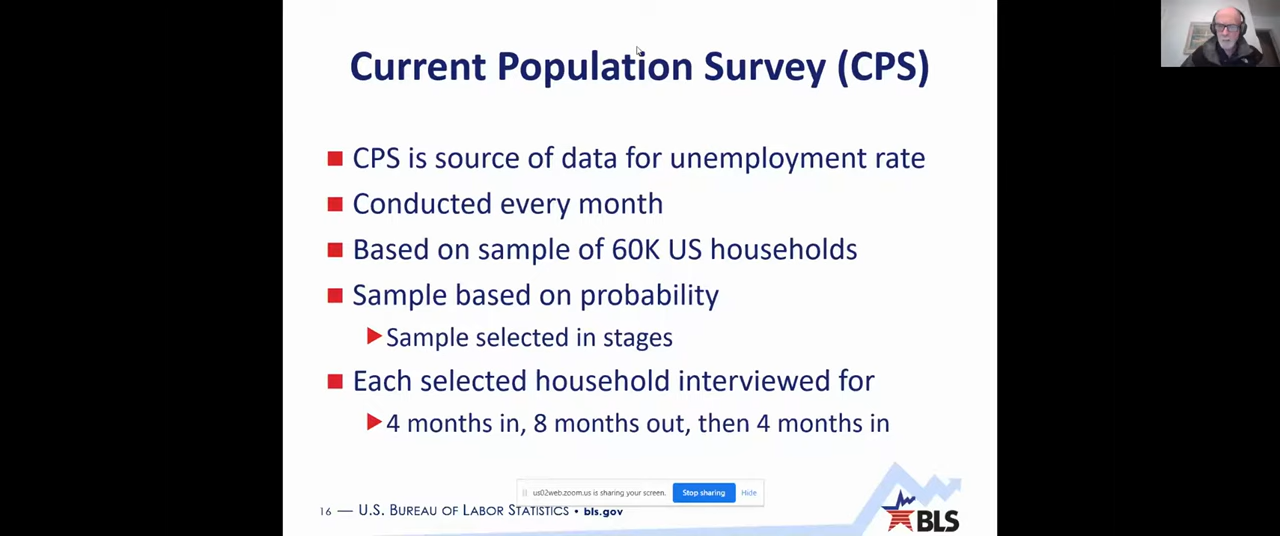 Current Population Survey (CPS)
CPS is source of data for unemployment rate
Conducted every month
Based on sample of 60K US households
Sample based on probability
Sample selected in stages
Each selected household interviewed for
4 months in, 8 months out, then 4 months in
us02web.zoom.us is sharing your screen. Stop sharing Hide
16 — U.S. BUREAU OF LABOR STATISTICS • bls.gov
BLS